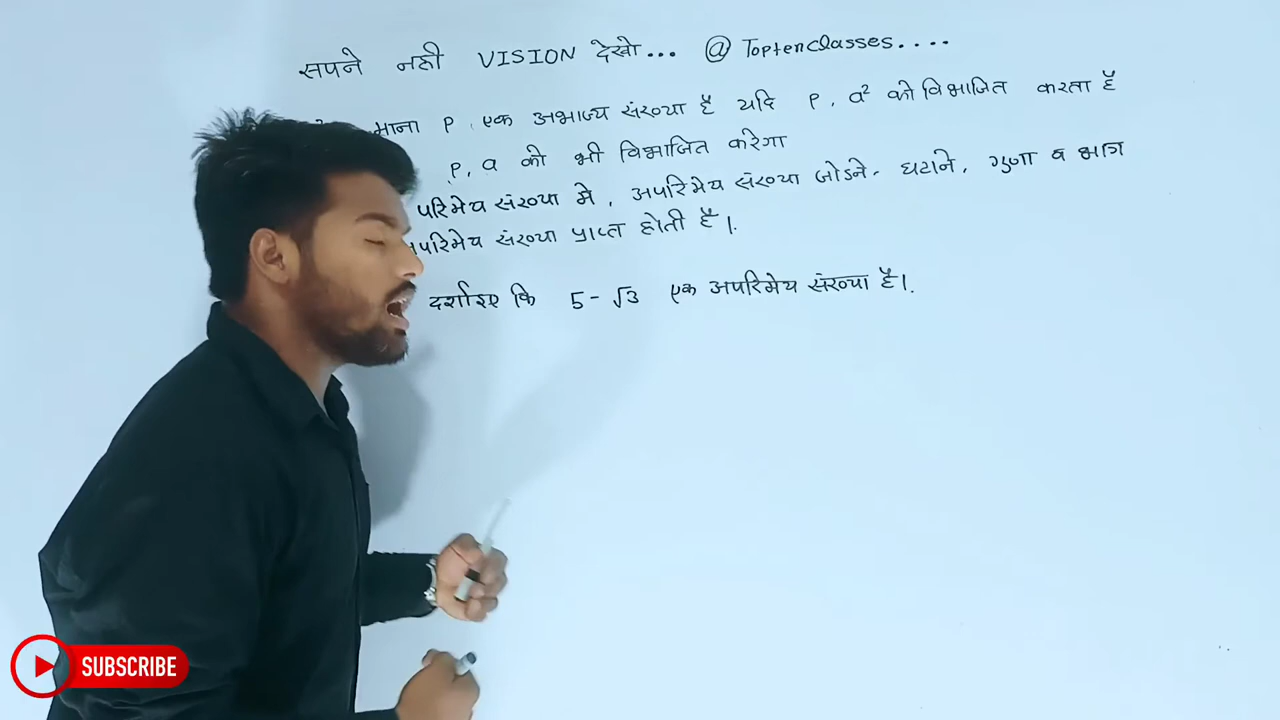 सपने नही VISION देखो... @ Toptenclasses....
माना P, एक अभाज्य संख्या है यदि P, a² को विभाजित करता है
P, a को भी विभाजित करेगा
परिमेय संख्या मे, अपरिमेय संख्या जोडने, घटाने, गुणा व भाग
अपरिमेय संख्या प्राप्त होती है।
दर्शाइए कि 5 - √3 एक अपरिमेय संख्या है।
SUBSCRIBE